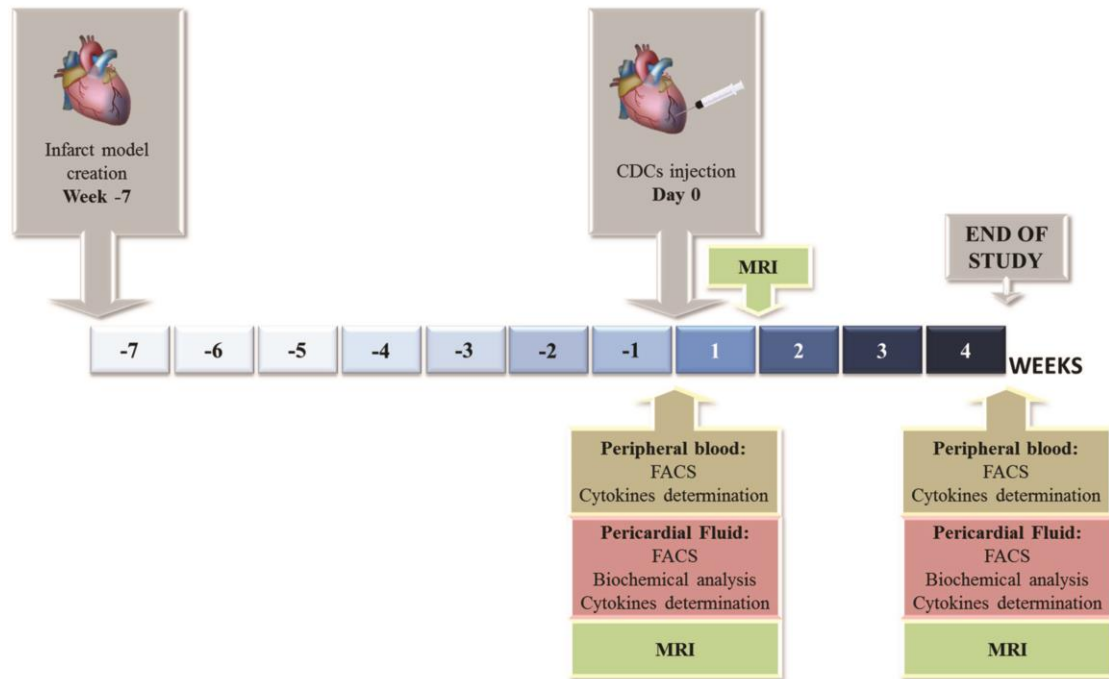 Infarct model
creation
Week -7
CDCs injection
Day 0
MRI
END OF
STUDY
-7 -6 -5 -4 -3 -2 -1 1 2 3 4 WEEKS
Peripheral blood:
FACS
Cytokines determination
Pericardial Fluid:
FACS
Biochemical analysis
Cytokines determination
MRI
Peripheral blood:
FACS
Cytokines determination
Pericardial Fluid:
FACS
Biochemical analysis
Cytokines determination
MRI